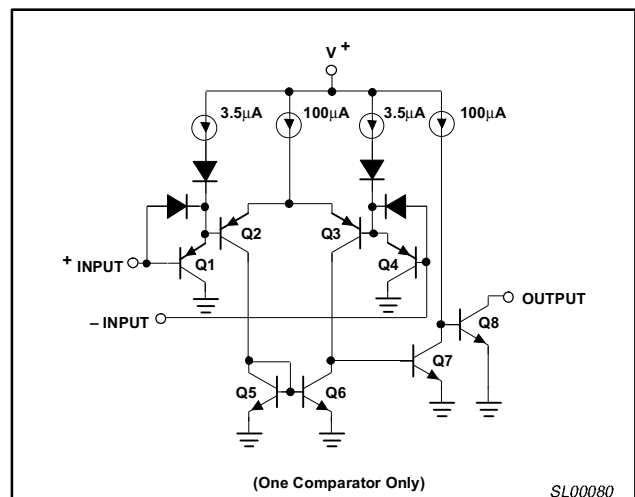 V+
3.5μA
100μA
3.5μA
100μA
Q2
Q3
Q1
Q4
+ INPUT
OUTPUT
– INPUT
Q8
Q7
Q5
Q6
(One Comparator Only)
SL00080